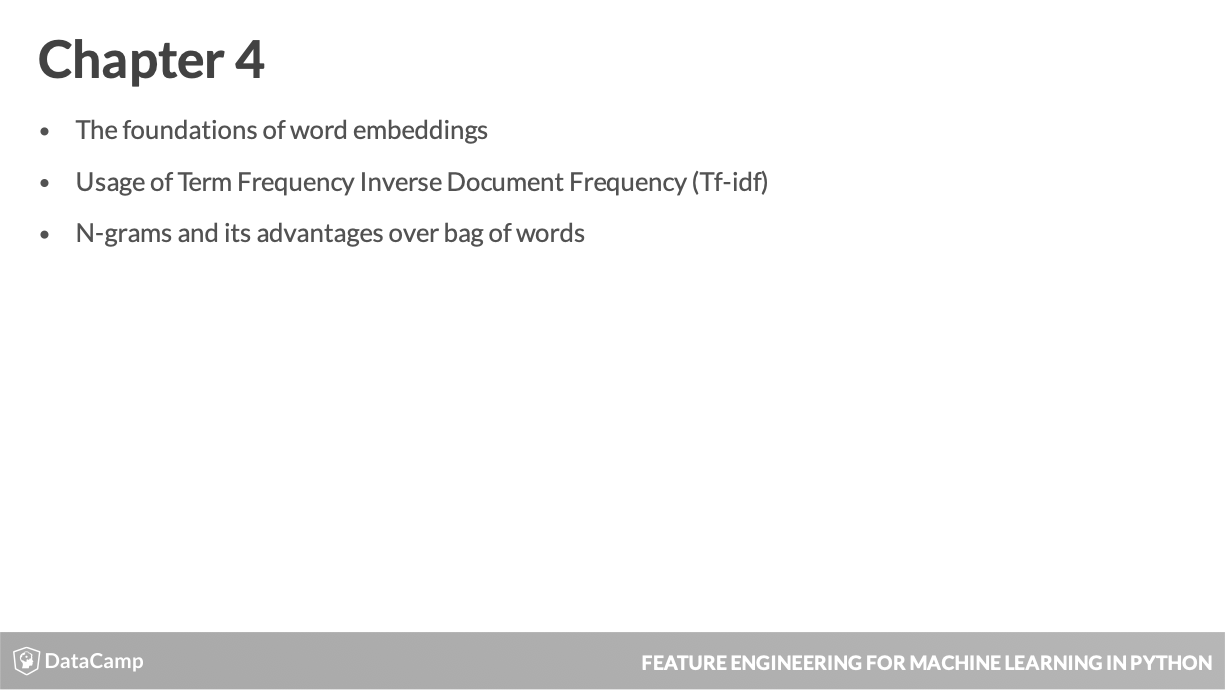 Chapter 4
• The foundations of word embeddings
• Usage of Term Frequency Inverse Document Frequency (Tf-idf)
• N-grams and its advantages over bag of words
DataCamp
FEATURE ENGINEERING FOR MACHINE LEARNING IN PYTHON